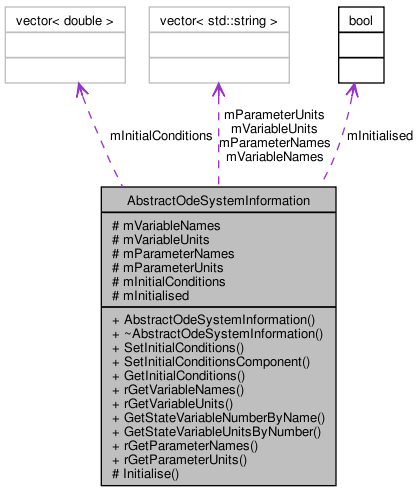 vector< double >
vector< std::string >
bool
mInitialConditions
mParameterUnits
mVariableUnits
mParameterNames
mVariableNames
mInitialised
AbstractOdeSystemInformation
# mVariableNames
# mVariableUnits
# mParameterNames
# mParameterUnits
# mInitialConditions
# mInitialised
+ AbstractOdeSystemInformation()
+ ~AbstractOdeSystemInformation()
+ SetInitialConditions()
+ SetInitialConditionsComponent()
+ GetInitialConditions()
+ rGetVariableNames()
+ rGetVariableUnits()
+ GetStateVariableNumberByName()
+ GetStateVariableUnitsByNumber()
+ rGetParameterNames()
+ rGetParameterUnits()
# Initialise()